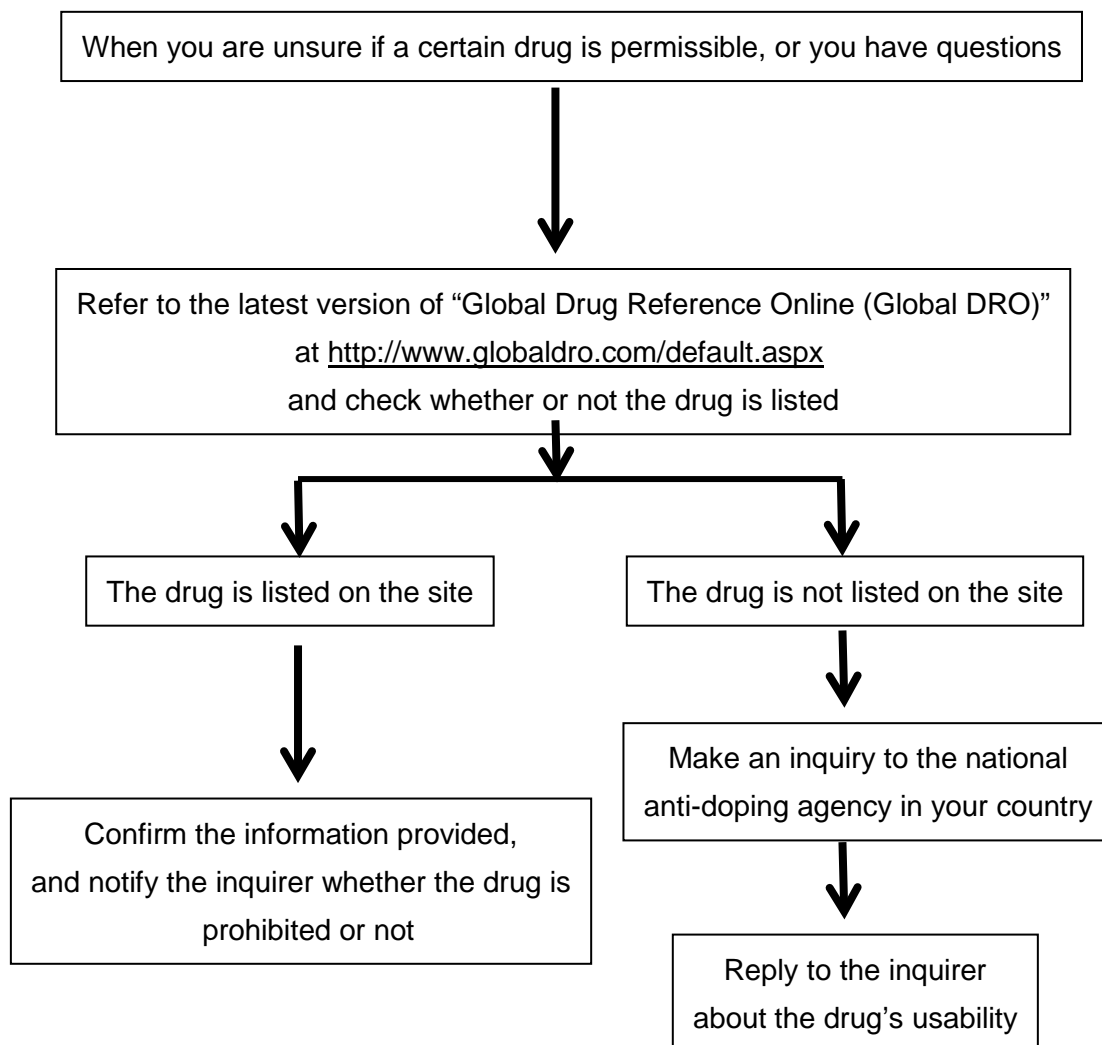 When you are unsure if a certain drug is permissible, or you have questions
Refer to the latest version of “Global Drug Reference Online (Global DRO)”
at http://www.globaldro.com/default.aspx
and check whether or not the drug is listed
The drug is listed on the site
The drug is not listed on the site
Confirm the information provided,
and notify the inquirer whether the drug is
prohibited or not
Make an inquiry to the national
anti-doping agency in your country
Reply to the inquirer
about the drug’s usability